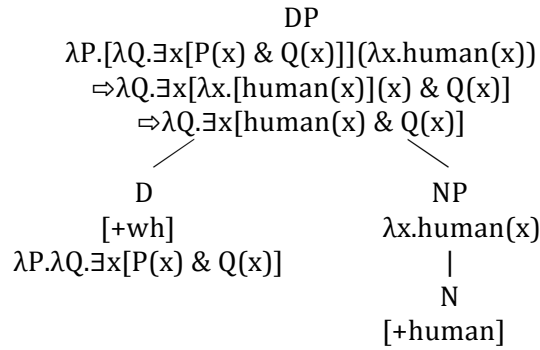 DP
λP.[λQ.∃x[P(x) & Q(x)]](λx.human(x))
⇨λQ.∃x[λx.[human(x)](x) & Q(x)]
⇨λQ.∃x[human(x) & Q(x)]
D NP
[+wh] λx.human(x)
λP.λQ.∃x[P(x) & Q(x)]
N
[+human]